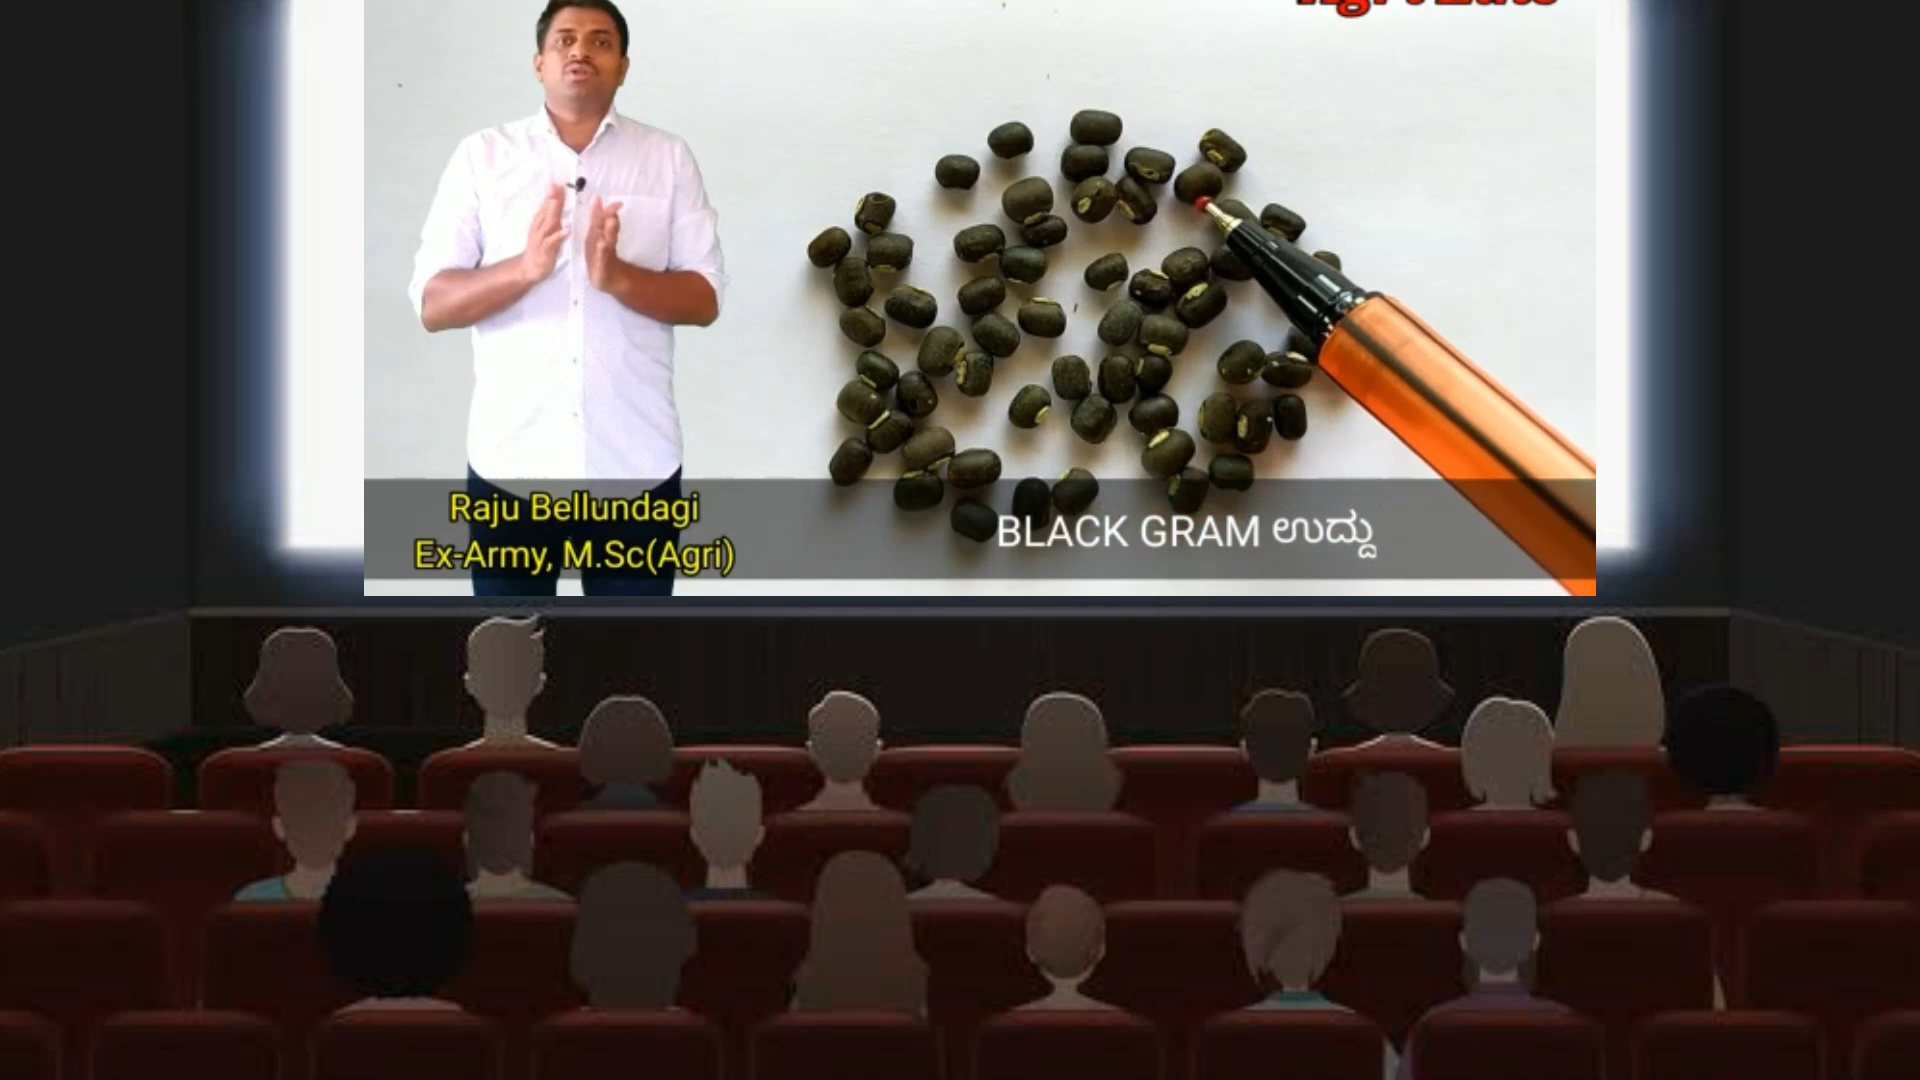 Raju Bellundagi
Ex-Army, M.Sc(Agri)
BLACK GRAM ಉದ್ದು